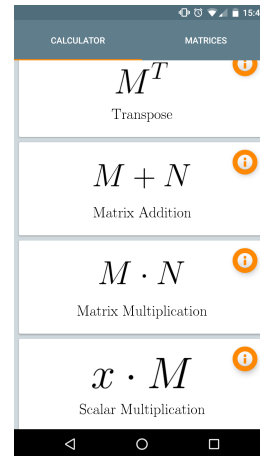 15:4
CALCULATOR MATRICES
M^T
Transpose
M + N
Matrix Addition
M · N
Matrix Multiplication
x · M
Scalar Multiplication